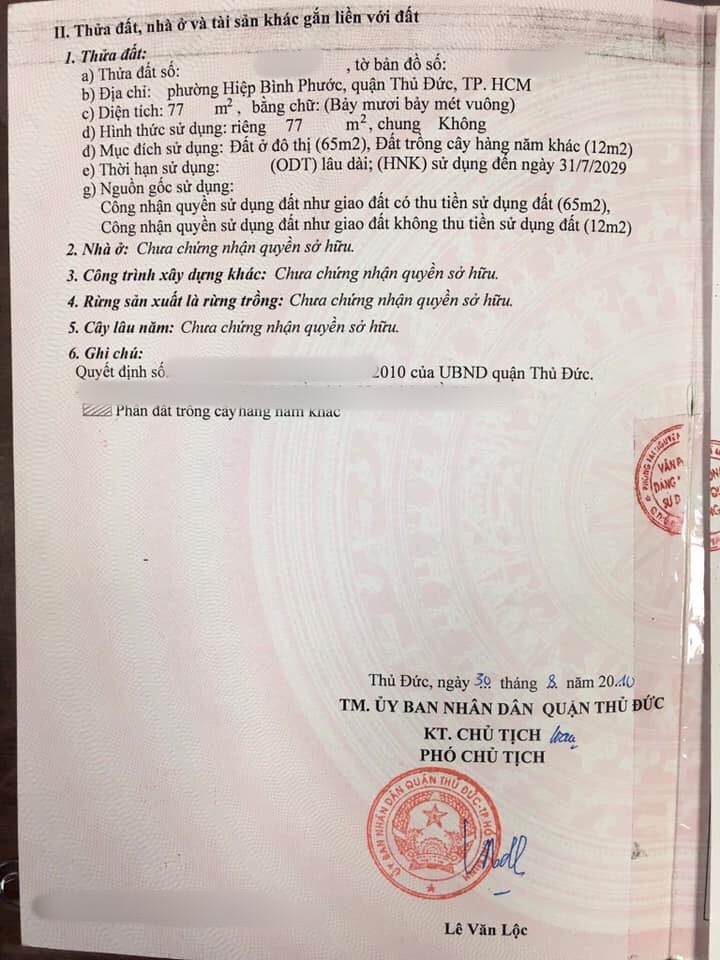 II. Thửa đất, nhà ở và tài sản khác gắn liền với đất
1. Thửa đất:
a) Thửa đất số: , tờ bản đồ số:
b) Địa chỉ: phường Hiệp Bình Phước, quận Thủ Đức, TP. HCM
c) Diện tích: 77 m², bằng chữ: (Bảy mươi bảy mét vuông)
d) Hình thức sử dụng: riêng 77 m², chung Không
đ) Mục đích sử dụng: Đất ở đô thị (65m2), Đất trồng cây hàng năm khác (12m2)
e) Thời hạn sử dụng: (ODT) lâu dài; (HNK) sử dụng đến ngày 31/7/2029
g) Nguồn gốc sử dụng:
Công nhận quyền sử dụng đất như giao đất có thu tiền sử dụng đất (65m2),
Công nhận quyền sử dụng đất như giao đất không thu tiền sử dụng đất (12m2)
2. Nhà ở: Chưa chứng nhận quyền sở hữu.
3. Công trình xây dựng khác: Chưa chứng nhận quyền sở hữu.
4. Rừng sản xuất là rừng trồng: Chưa chứng nhận quyền sở hữu.
5. Cây lâu năm: Chưa chứng nhận quyền sở hữu.
6. Ghi chú:
Quyết định số 2010 của UBND quận Thủ Đức.
Phần đất trồng cây hàng năm khác
Thủ Đức, ngày 30 tháng 8 năm 2010
TM. ỦY BAN NHÂN DÂN QUẬN THỦ ĐỨC
KT. CHỦ TỊCH
PHÓ CHỦ TỊCH
ỦY BAN NHÂN DÂN QUẬN THỦ ĐỨC-TP.HỒ
Lê Văn Lộc